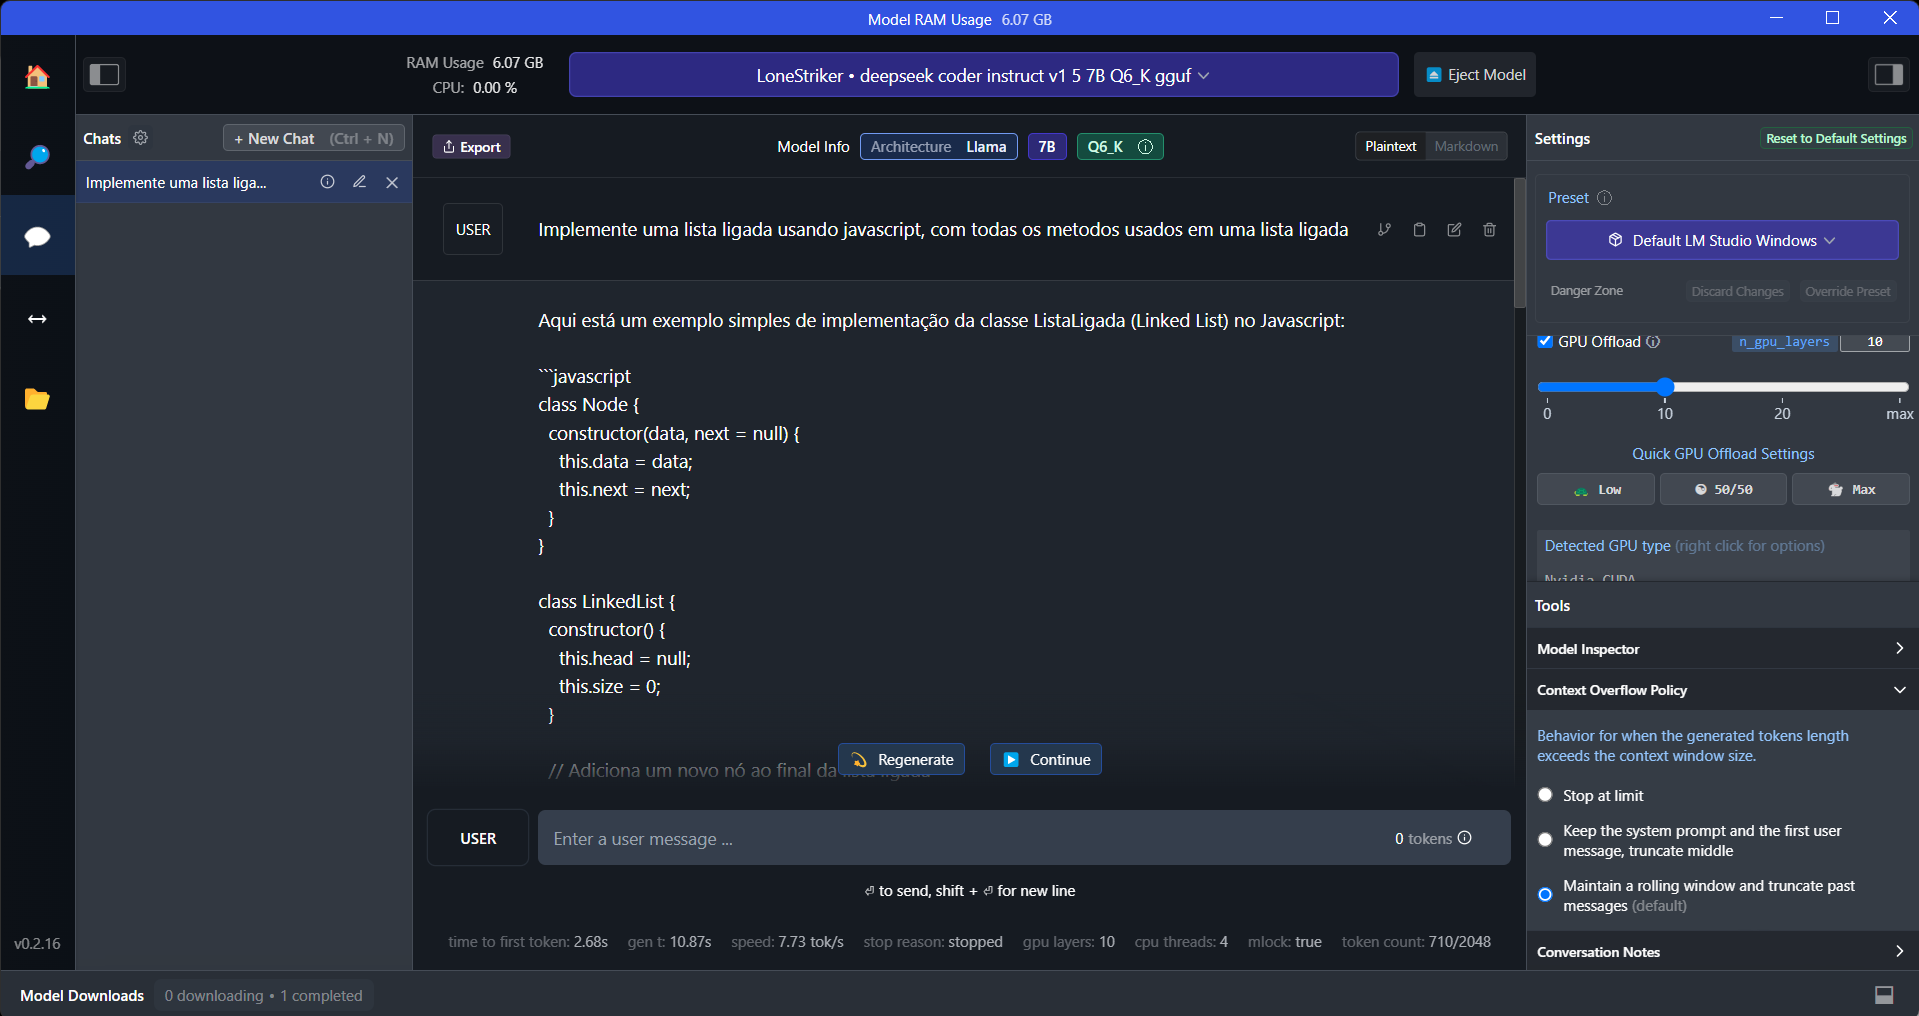 Model RAM Usage 6.07 GB
RAM Usage 6.07 GB
CPU: 0.00 %
LoneStriker • deepseek coder instruct v1 5 7B Q6_K gguf
Eject Model
Chats
+ New Chat (Ctrl + N)
Implemente uma lista liga...
Export
Model Info
Architecture Llama
7B
Q6_K
Plaintext
Markdown
USER
Implemente uma lista ligada usando javascript, com todas os metodos usados em uma lista ligada
Aqui está um exemplo simples de implementação da classe ListaLigada (Linked List) no Javascript:
```javascript
class Node {
constructor(data, next = null) {
this.data = data;
this.next = next;
}
}
class LinkedList {
constructor() {
this.head = null;
this.size = 0;
}
// Adiciona um novo nó ao final da lista ligada
Regenerate
Continue
USER
Enter a user message ...
0 tokens
⏎ to send, shift + ⏎ for new line
time to first token: 2.68s gen t: 10.87s speed: 7.73 tok/s stop reason: stopped gpu layers: 10 cpu threads: 4 mlock: true token count: 710/2048
Settings
Reset to Default Settings
Preset
Default LM Studio Windows
Danger Zone
Discard Changes
Override Preset
GPU Offload
n_gpu_layers
10
0 10 20 max
Quick GPU Offload Settings
Low
50/50
Max
Detected GPU type (right click for options)
Nvidia CUDA
Tools
Model Inspector
Context Overflow Policy
Behavior for when the generated tokens length
exceeds the context window size.
Stop at limit
Keep the system prompt and the first user
message, truncate middle
Maintain a rolling window and truncate past
messages (default)
Conversation Notes
v0.2.16
Model Downloads
0 downloading • 1 completed